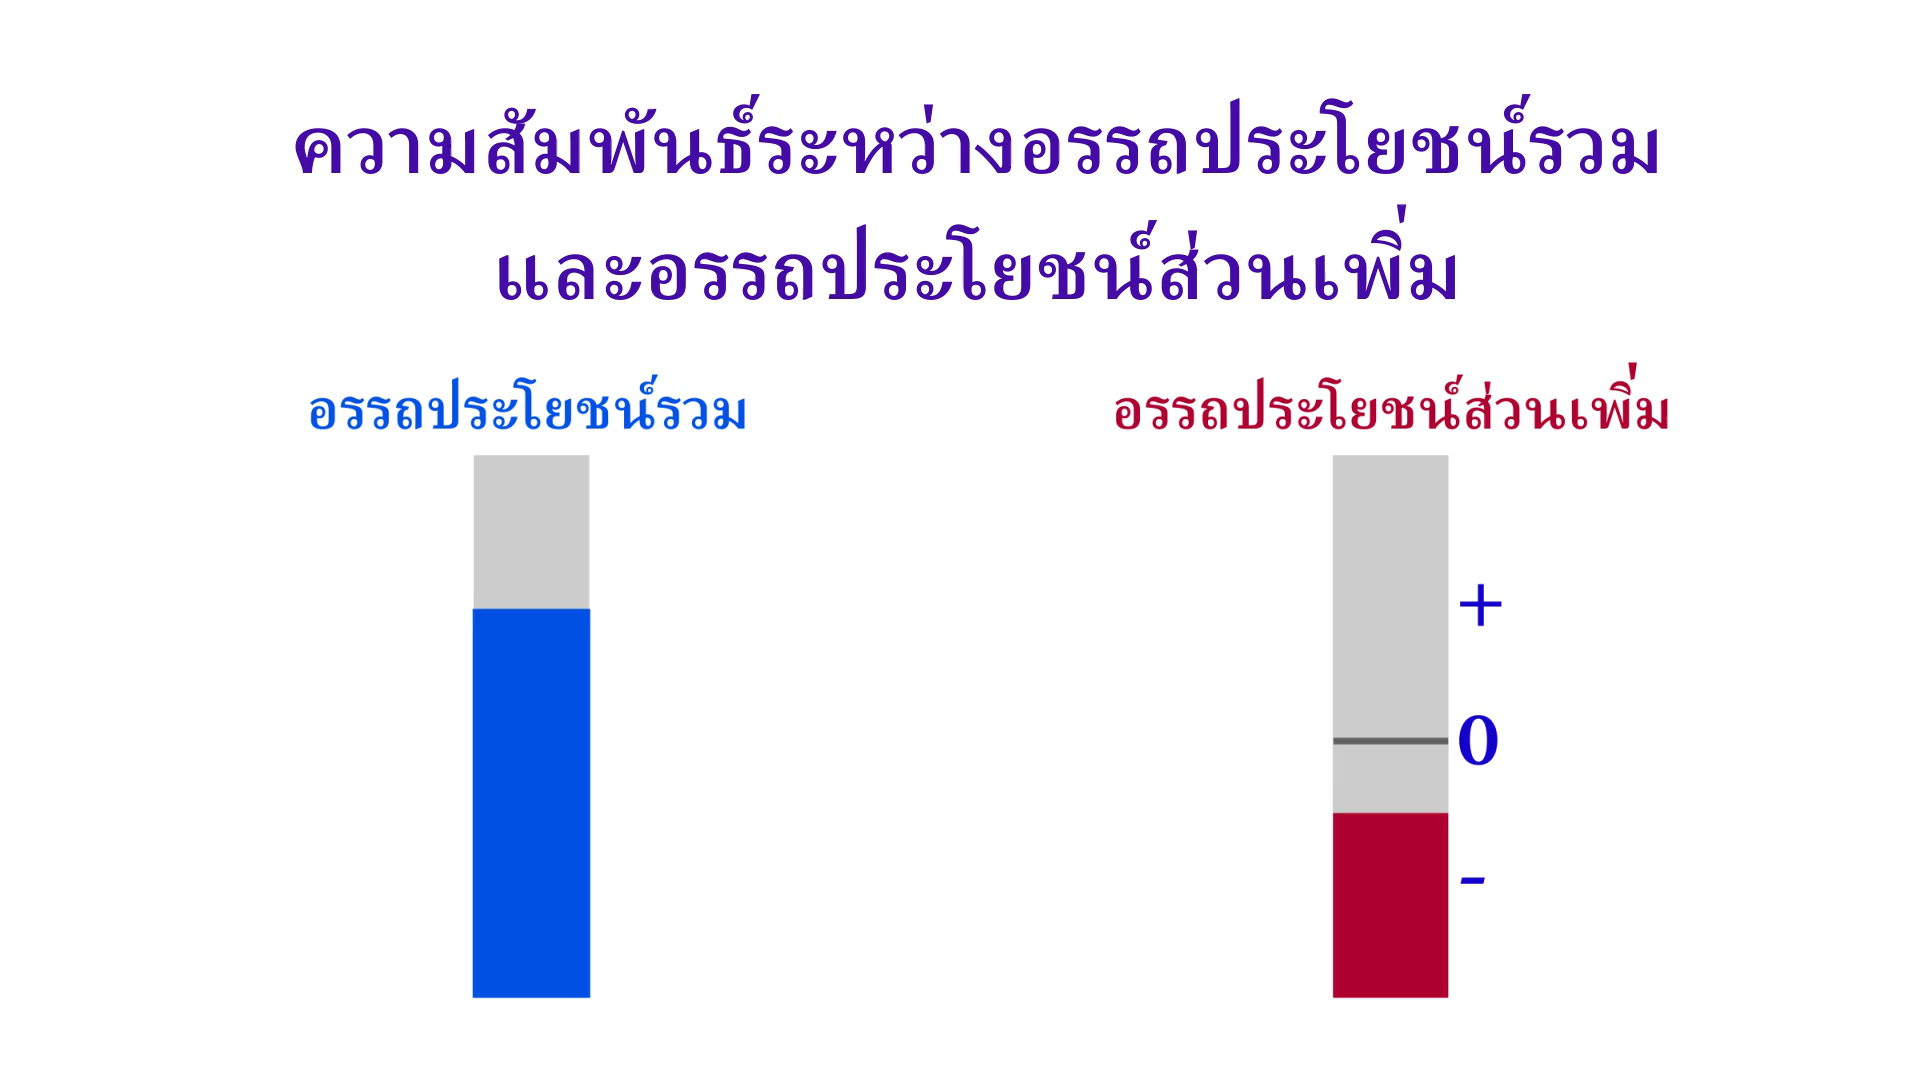 ความสัมพันธ์ระหว่างอรรถประโยชน์รวม
และอรรถประโยชน์ส่วนเพิ่ม
อรรถประโยชน์รวม
อรรถประโยชน์ส่วนเพิ่ม
+
0
-